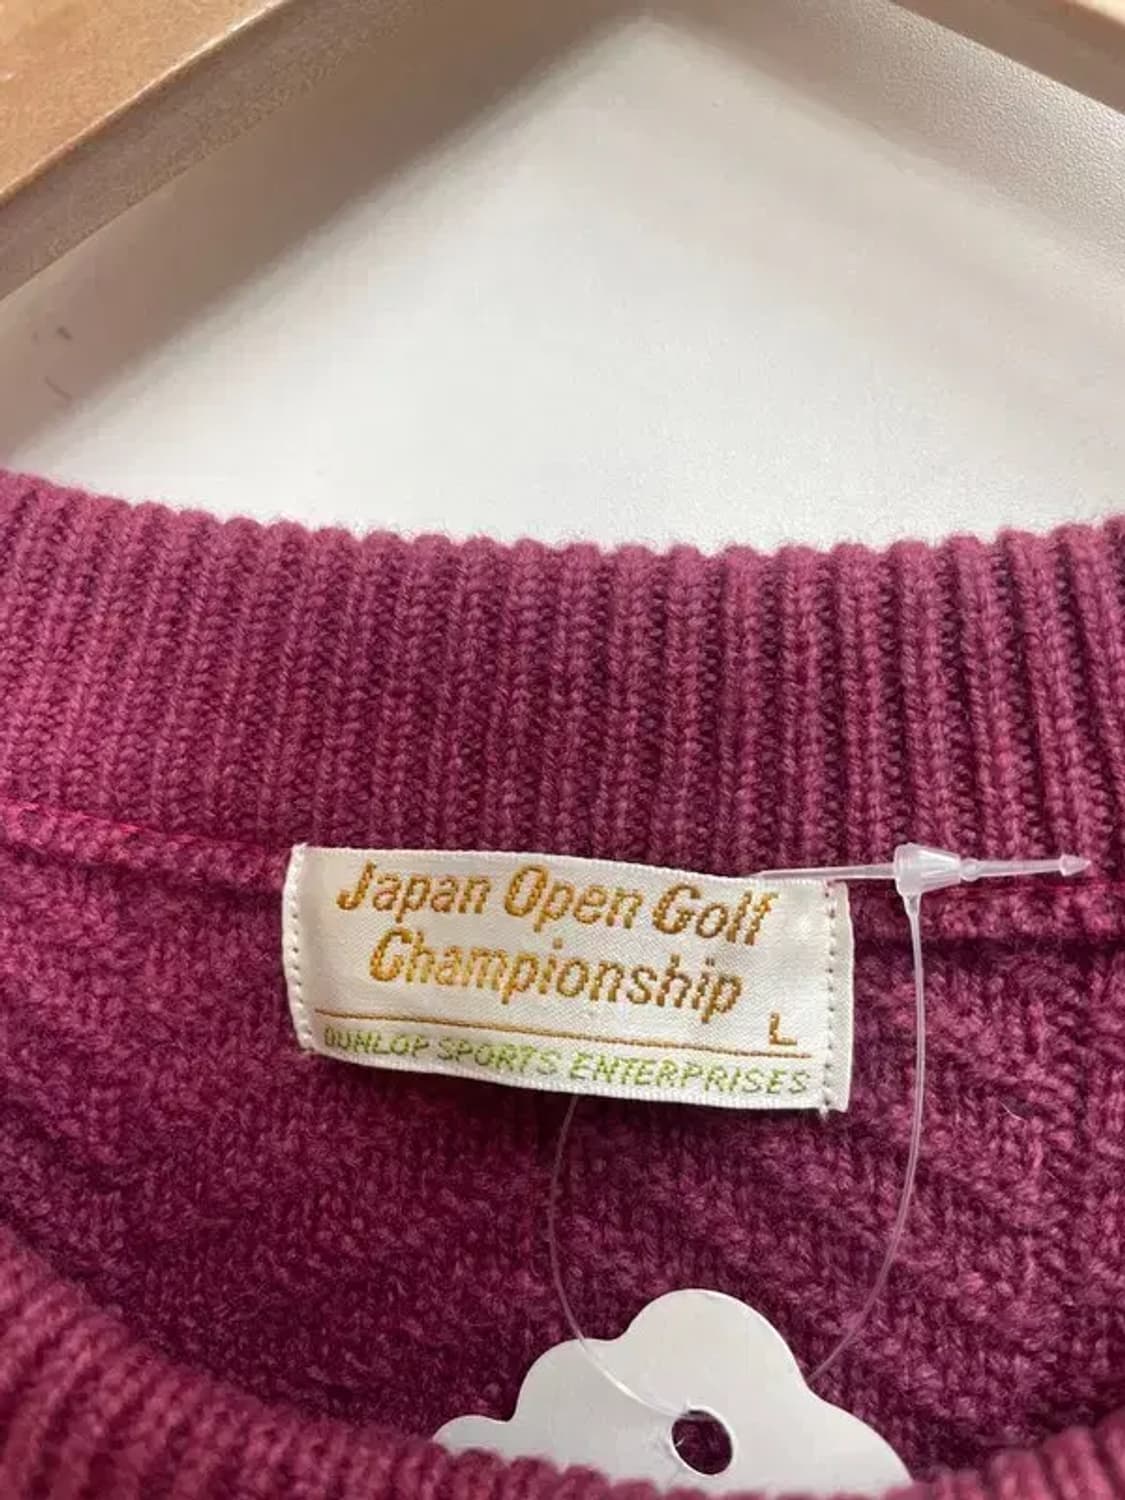 Japan Open Golf
Championship
L
DUNLOP SPORTS ENTERPRISES